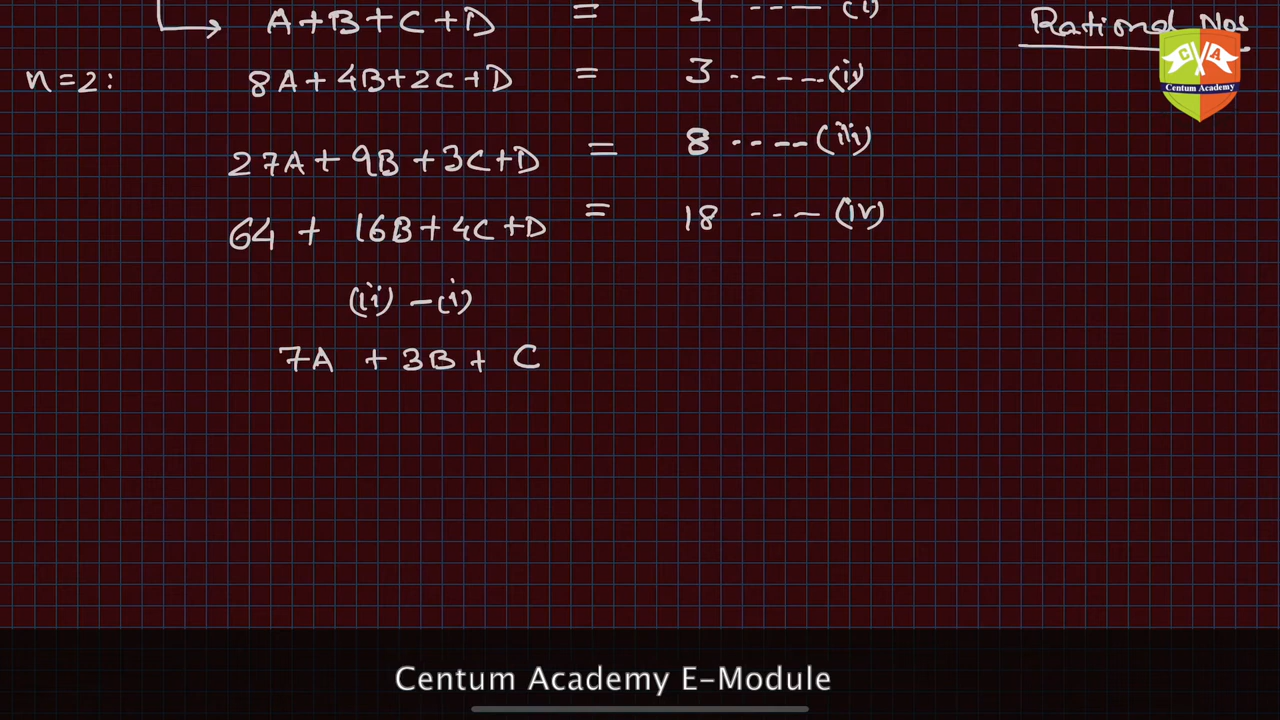 A+B+C+D = 1 ---- (i)
Rational Nos
n=2: 8A+4B+2C+D = 3 -----(ii)
27A+9B+3C+D = 8 ----(iii)
64 + 16B+4C+D = 18 ---(iv)
(ii) -(i)
7A + 3B + C
C A
Centum Academy
Centum Academy E-Module